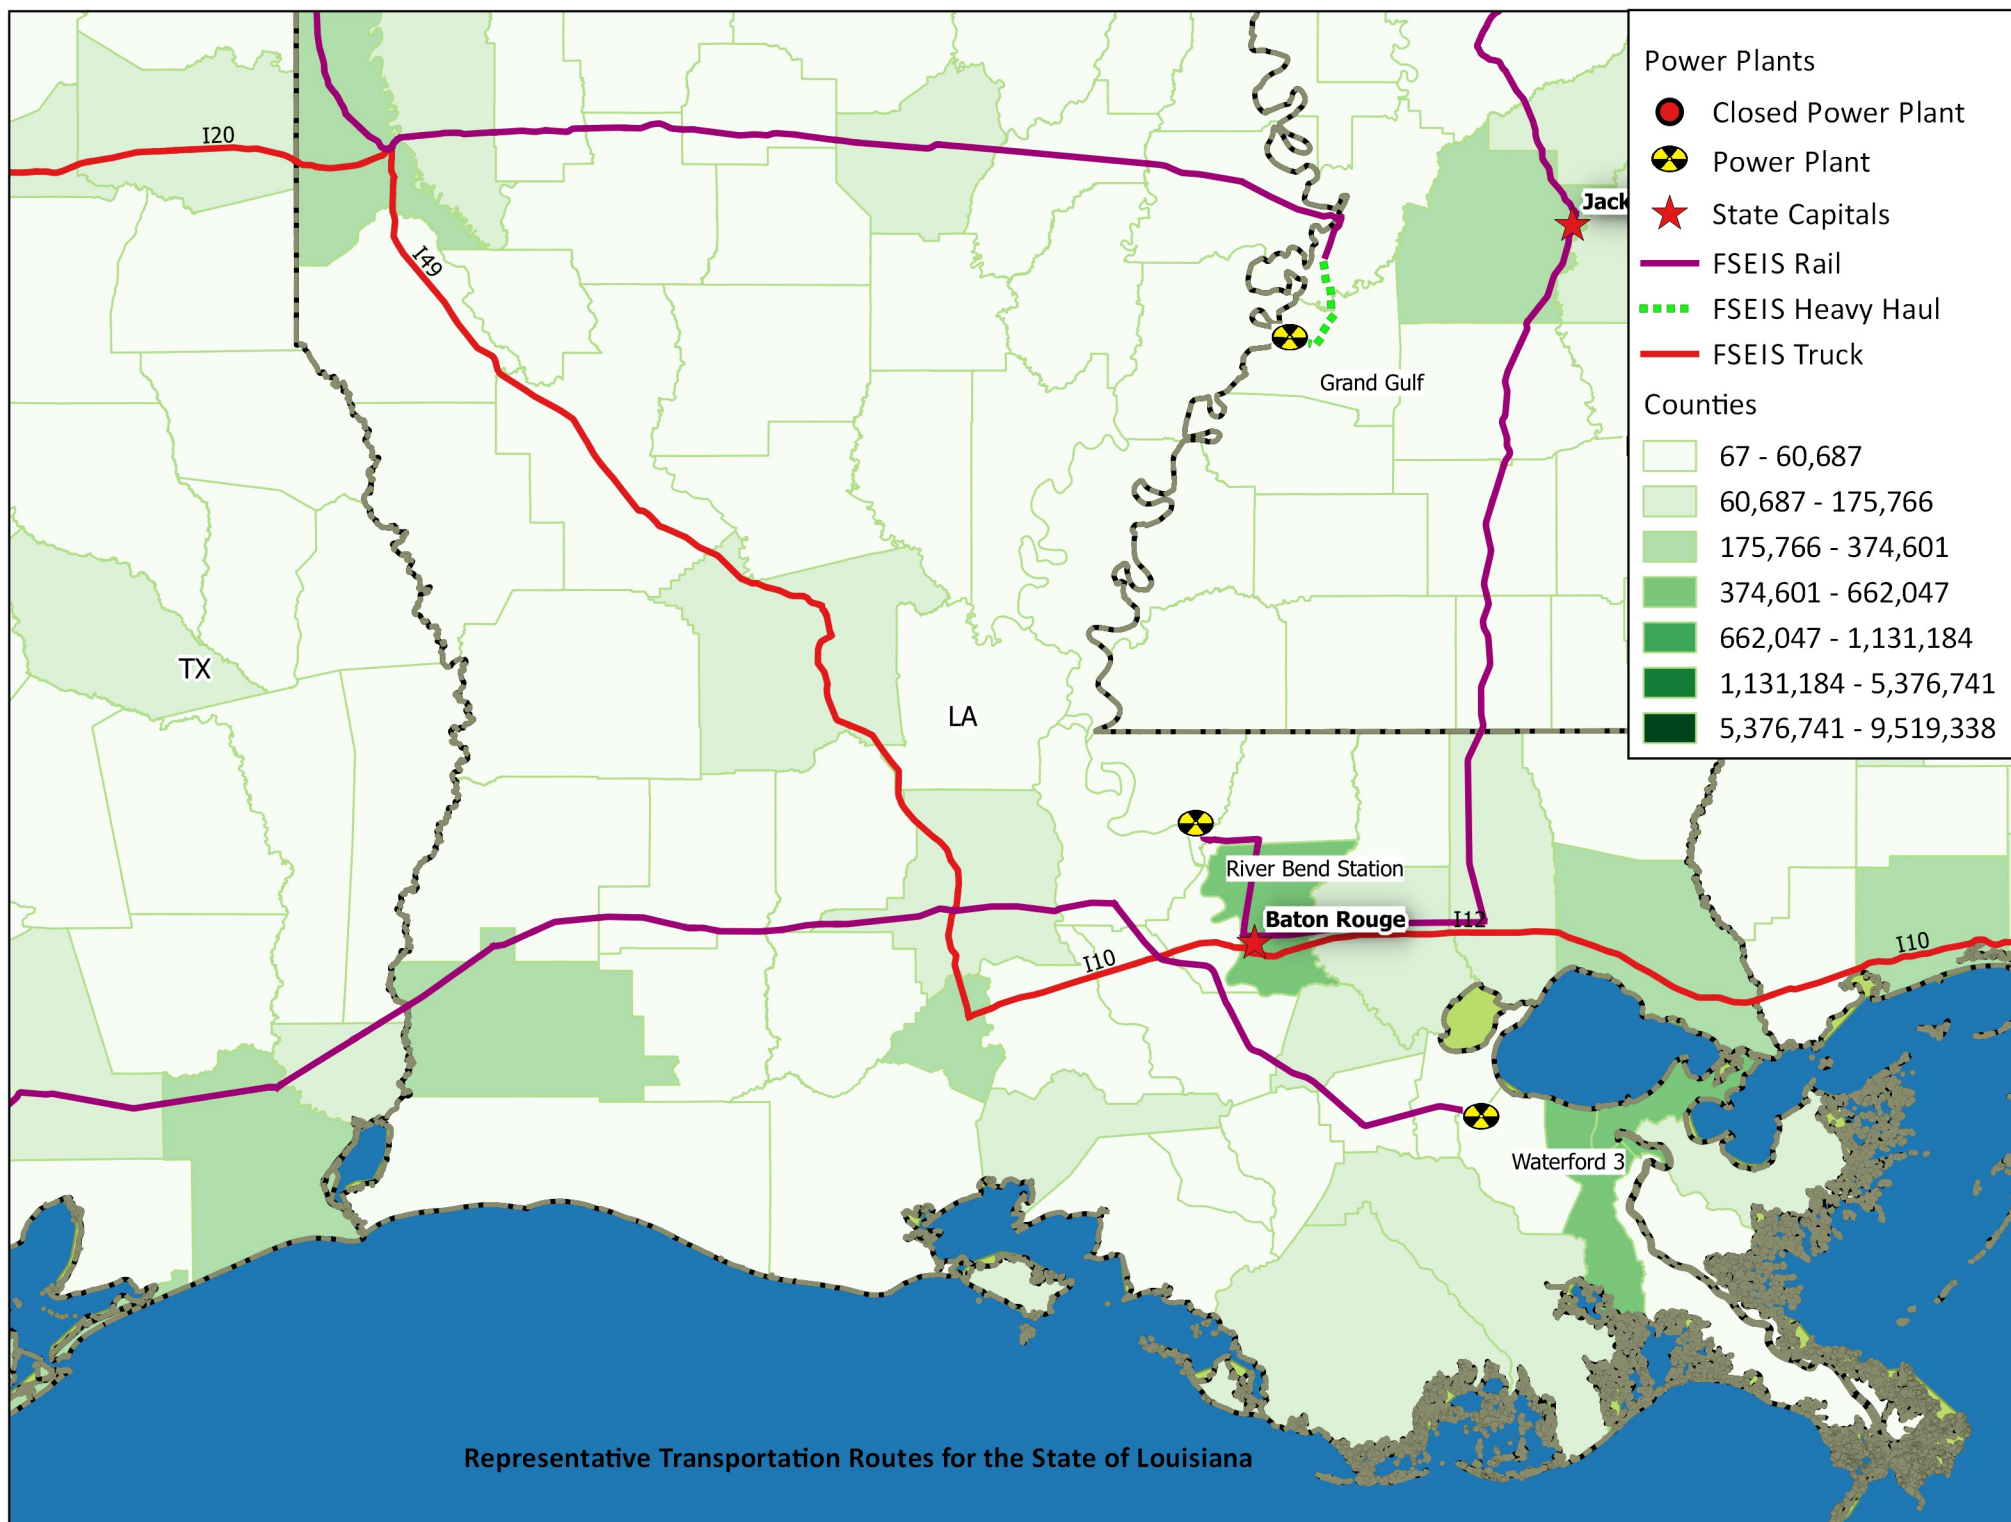 Power Plants
Closed Power Plant
Power Plant
State Capitals
FSEIS Rail
FSEIS Heavy Haul
FSEIS Truck
Counties
67 - 60,687
60,687 - 175,766
175,766 - 374,601
374,601 - 662,047
662,047 - 1,131,184
1,131,184 - 5,376,741
5,376,741 - 9,519,338
I20
Jack
I49
Grand Gulf
TX
LA
River Bend Station
Baton Rouge
I12
I10
I10
Waterford 3
Representative Transportation Routes for the State of Louisiana